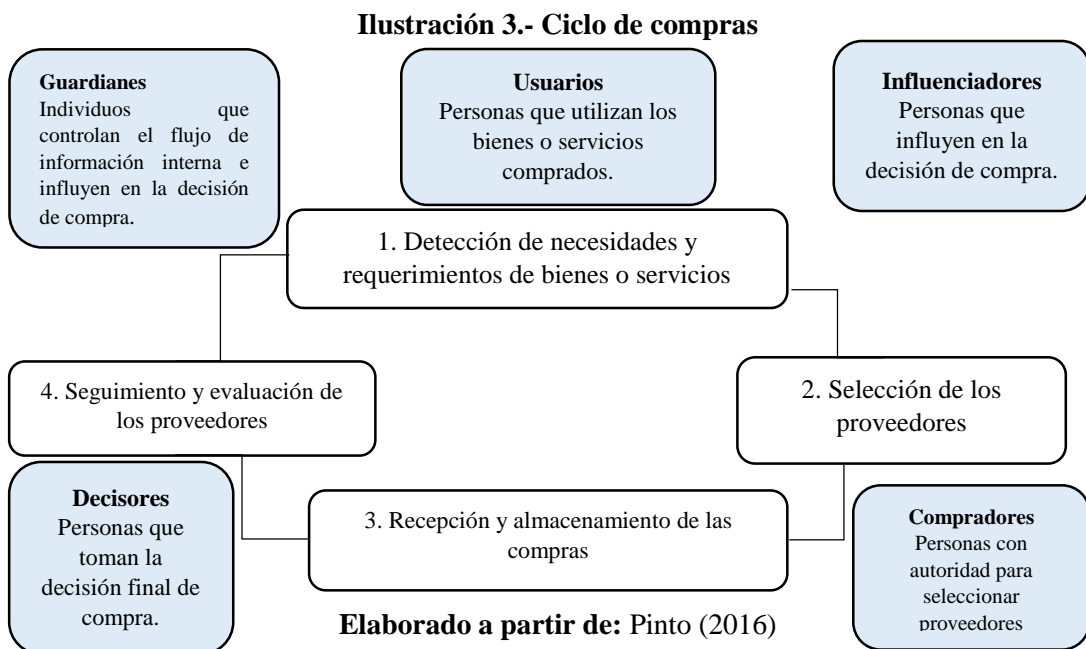 Ilustración 3.- Ciclo de compras
Guardianes
Individuos que
controlan el flujo de
información interna e
influyen en la decisión
de compra.
Usuarios
Personas que utilizan los
bienes o servicios
comprados.
Influenciadores
Personas que
influyen en la
decisión de compra.
1. Detección de necesidades y
requerimientos de bienes o servicios
4. Seguimiento y evaluación de
los proveedores
2. Selección de los
proveedores
Decisores
Personas que
toman la
decisión final de
compra.
3. Recepción y almacenamiento de las
compras
Compradores
Personas con
autoridad para
seleccionar
proveedores
Elaborado a partir de: Pinto (2016)